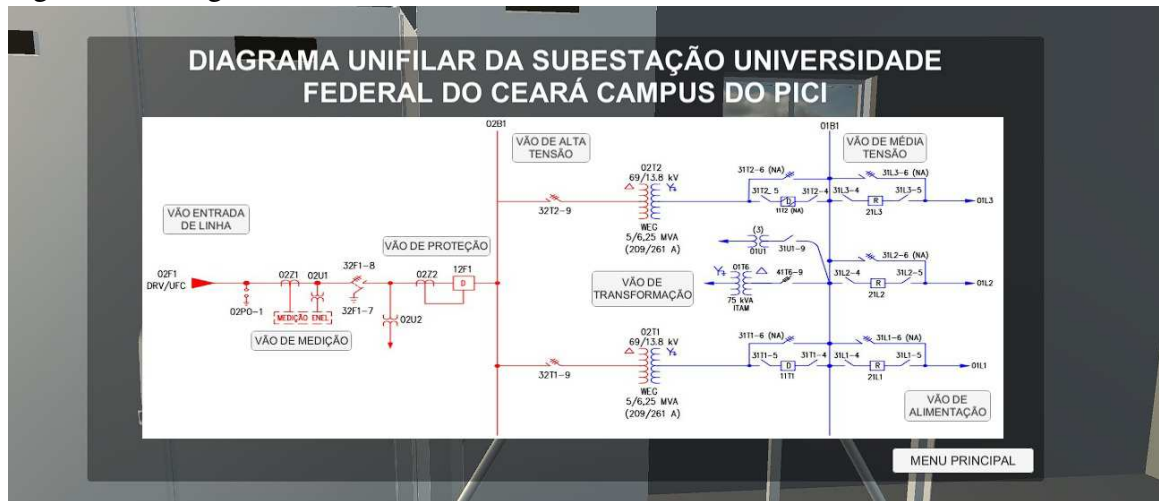 DIAGRAMA UNIFILAR DA SUBESTAÇÃO UNIVERSIDADE
FEDERAL DO CEARÁ CAMPUS DO PICI
02B1
VÃO DE ALTA
TENSÃO
01B1
VÃO DE MÉDIA
TENSÃO
02T2
69/13.8 kV
31T2-6 (NA)
31L3-6 (NA)
31T2_5
31T2-4
31L3-4
31L3-5
D
11T2 (NA)
R
21L3
01L3
32T2-9
WEG
5/6,25 MVA
(209/261 A)
VÃO ENTRADA
DE LINHA
VÃO DE PROTEÇÃO
(3)
01U1
31U1-9
02F1
DRV/UFC
02PO-1
02Z1
02U1
MEDIÇÃO ENEL
VÃO DE MEDIÇÃO
32F1-8
32F1-7
02U2
02Z2
12F1
D
VÃO DE
TRANSFORMAÇÃO
01T6
75 kVA
ITAM
41T6-9
31L2-6 (NA)
31L2-4
31L2-5
R
21L2
01L2
02T1
69/13.8 kV
31T1-6 (NA)
31L1-6 (NA)
31T1-5
31T1-4
31L1-4
31L1-5
D
11T1
R
21L1
01L1
32T1-9
WEG
5/6,25 MVA
(209/261 A)
VÃO DE
ALIMENTAÇÃO
MENU PRINCIPAL